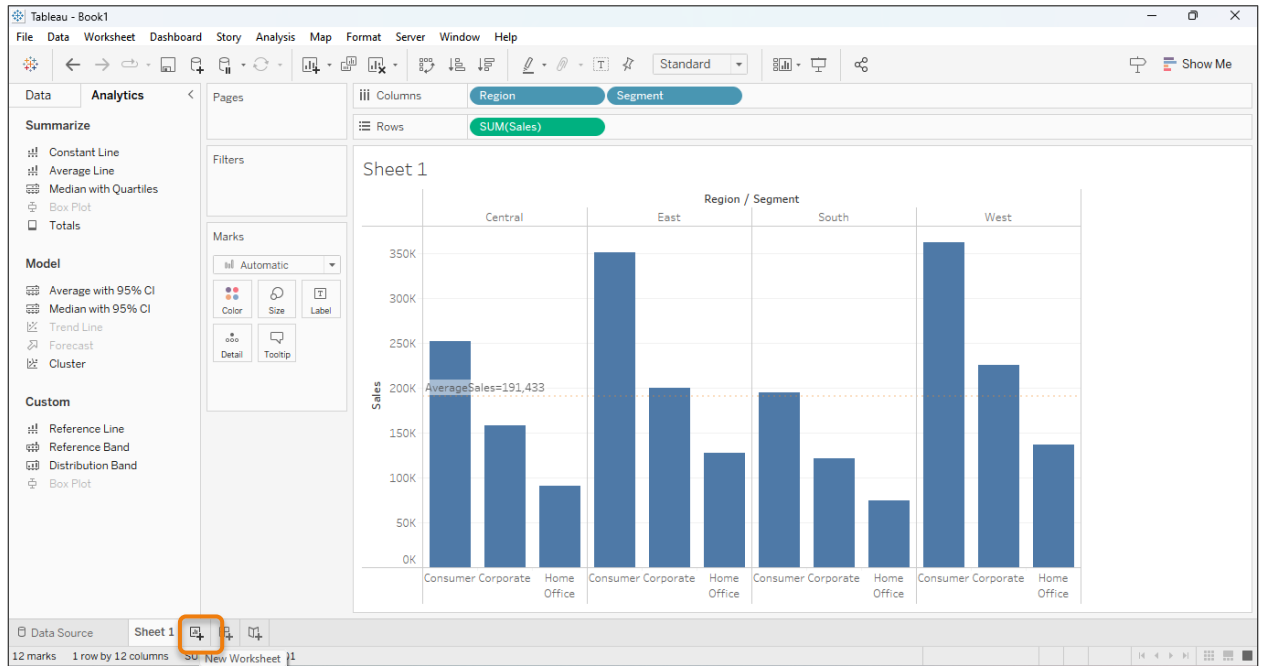 Tableau - Book1
File Data Worksheet Dashboard Story Analysis Map Format Server Window Help
Standard
Show Me
Data Analytics
Pages
Columns Region Segment
Rows SUM(Sales)
Summarize
Constant Line
Average Line
Median with Quartiles
Box Plot
Totals
Model
Average with 95% CI
Median with 95% CI
Trend Line
Forecast
Cluster
Custom
Reference Line
Reference Band
Distribution Band
Box Plot
Filters
Marks
Automatic
Color Size Label
Detail Tooltip
Sheet 1
Region / Segment
Central East South West
Sales
350K
300K
250K
200K
150K
100K
50K
0K
AverageSales=191,433
Consumer Corporate Home Office Consumer Corporate Home Office Consumer Corporate Home Office Consumer Corporate Home Office
Data Source Sheet 1
12 marks 1 row by 12 columns
New Worksheet